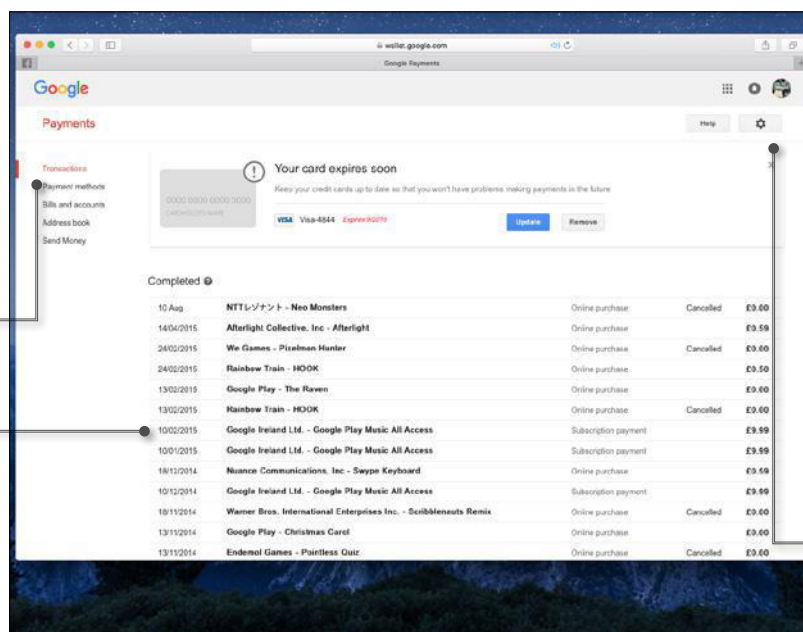 wallet.google.com
Google Payments
Google
Payments
Help
Transactions
Payment methods
Bills and accounts
Address book
Send Money
Your card expires soon
Keep your credit cards up to date so that you won't have problems making payments in the future
0000 0000 0000 0000
CARDHOLDER NAME
VISA Visa-4844 Expires 9/2015
Update Remove
Completed
10 Aug NTTレゾナント - Neo Monsters Online purchase Cancelled £0.00
14/04/2015 Afterlight Collective, Inc - Afterlight Online purchase £0.59
24/02/2015 We Games - Pixelman Hunter Online purchase Cancelled £0.00
24/02/2015 Rainbow Train - HOOK Online purchase £0.50
13/02/2015 Google Play - The Raven Online purchase £0.00
13/02/2015 Rainbow Train - HOOK Online purchase Cancelled £0.00
10/02/2015 Google Ireland Ltd. - Google Play Music All Access Subscription payment £9.99
10/01/2015 Google Ireland Ltd. - Google Play Music All Access Subscription payment £9.99
18/12/2014 Nuance Communications, Inc - Swype Keyboard Online purchase £0.59
10/12/2014 Google Ireland Ltd. - Google Play Music All Access Subscription payment £9.99
18/11/2014 Warner Bros. International Enterprises Inc. - Scribblenauts Remix Online purchase Cancelled £0.00
13/11/2014 Google Play - Christmas Carol Online purchase £0.00
13/11/2014 Endemol Games - Pointless Quiz Online purchase Cancelled £0.00